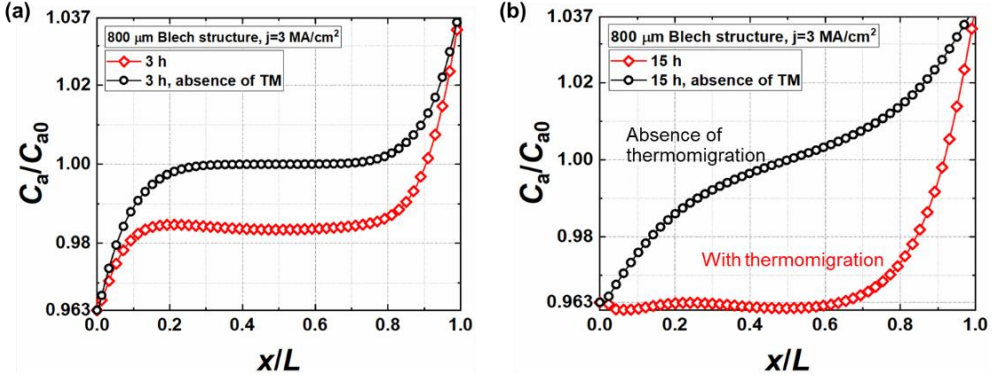 (a)
1.037
1.02
1.00
0.98
0.963
Ca/Ca0
800 μm Blech structure, j=3 MA/cm²
3 h
3 h, absence of TM
0.0
0.2
0.4
0.6
0.8
1.0
x/L
(b)
1.037
1.02
1.00
0.98
0.963
Ca/Ca0
800 μm Blech structure, j=3 MA/cm²
15 h
15 h, absence of TM
Absence of
thermomigration
With thermomigration
0.0
0.2
0.4
0.6
0.8
1.0
x/L